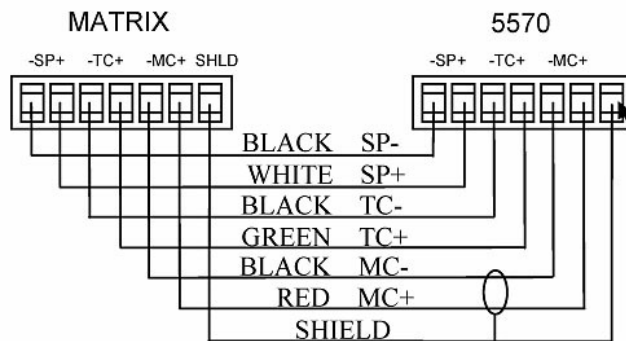 MATRIX 5570
-SP+ -TC+ -MC+ SHLD -SP+ -TC+ -MC+
BLACK SP-
WHITE SP+
BLACK TC-
GREEN TC+
BLACK MC-
RED MC+
SHIELD